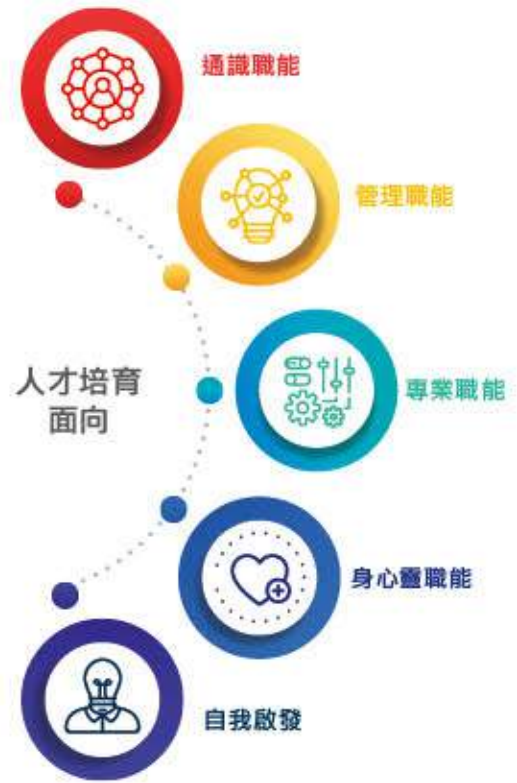 通識職能
管理職能
人才培育
面向
專業職能
身心靈職能
自我啟發